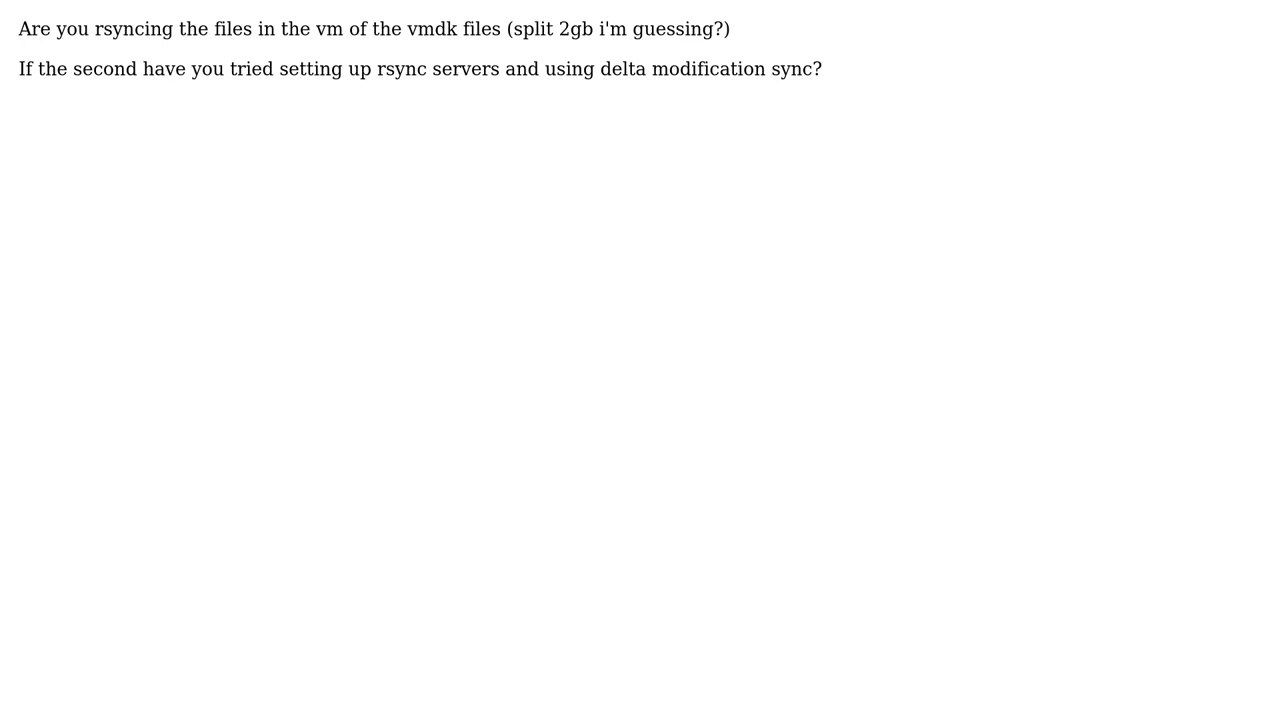 Are you rsyncing the files in the vm of the vmdk files (split 2gb i'm guessing?)
If the second have you tried setting up rsync servers and using delta modification sync?